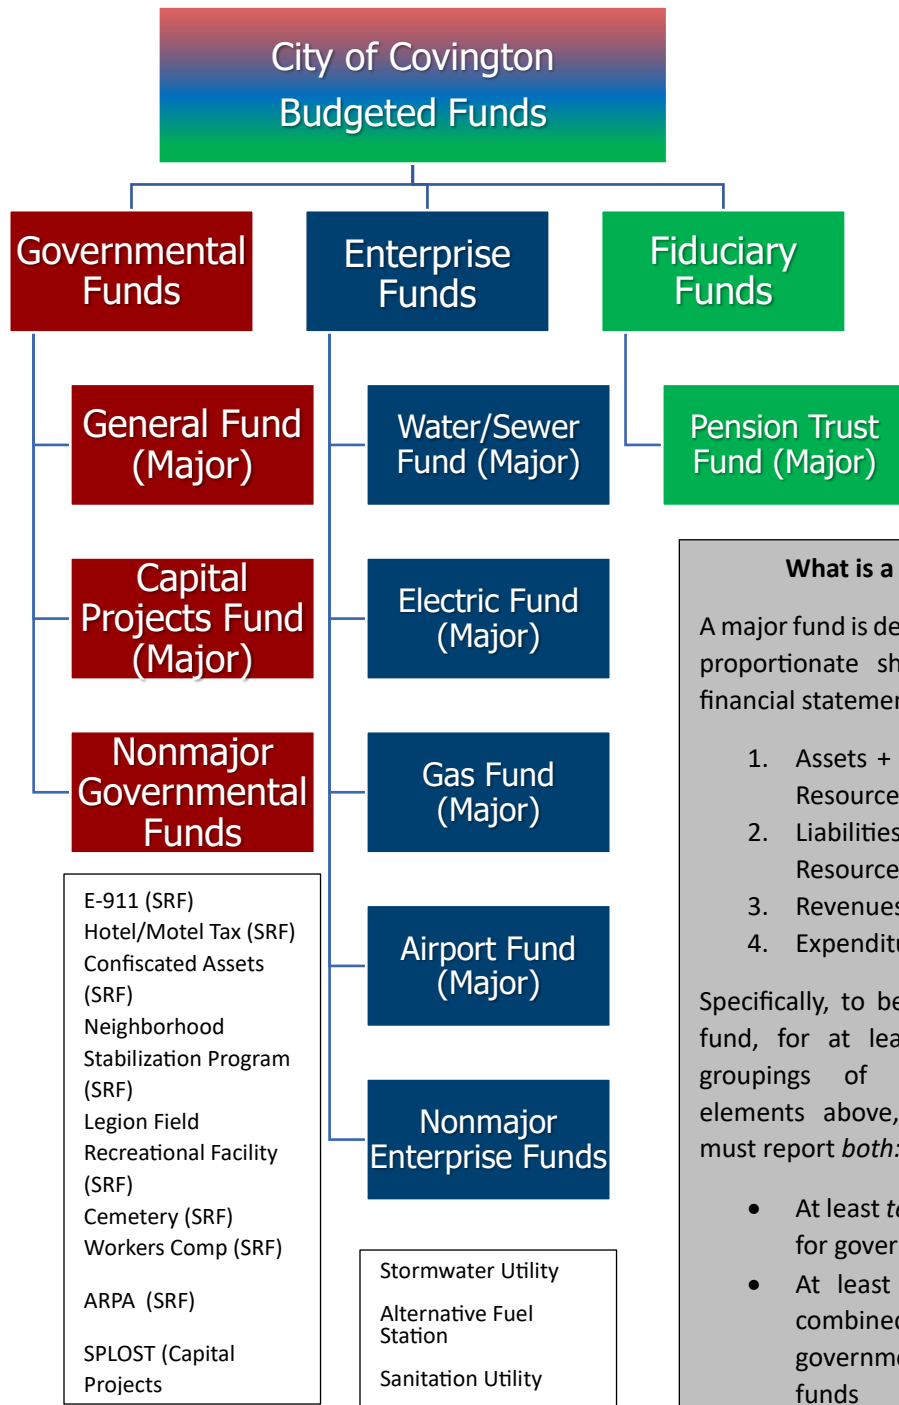 City of Covington
Budgeted Funds
Governmental
Funds
Enterprise
Funds
Fiduciary
Funds
General Fund
(Major)
Capital
Projects Fund
(Major)
Nonmajor
Governmental
Funds
E-911 (SRF)
Hotel/Motel Tax (SRF)
Confiscated Assets
(SRF)
Neighborhood
Stabilization Program
(SRF)
Legion Field
Recreational Facility
(SRF)
Cemetery (SRF)
Workers Comp (SRF)
ARPA (SRF)
SPLOST (Capital
Projects
Water/Sewer
Fund (Major)
Electric Fund
(Major)
Gas Fund
(Major)
Airport Fund
(Major)
Nonmajor
Enterprise Funds
Stormwater Utility
Alternative Fuel
Station
Sanitation Utility
Pension Trust
Fund (Major)
What is a
A major fund is de
proportionate sh
financial statemen
1. Assets +
Resource
2. Liabilities
Resource
3. Revenues
4. Expenditu
Specifically, to be
fund, for at lea
groupings of
elements above,
must report both:
• At least te
for gover
• At least
combined
governme
funds